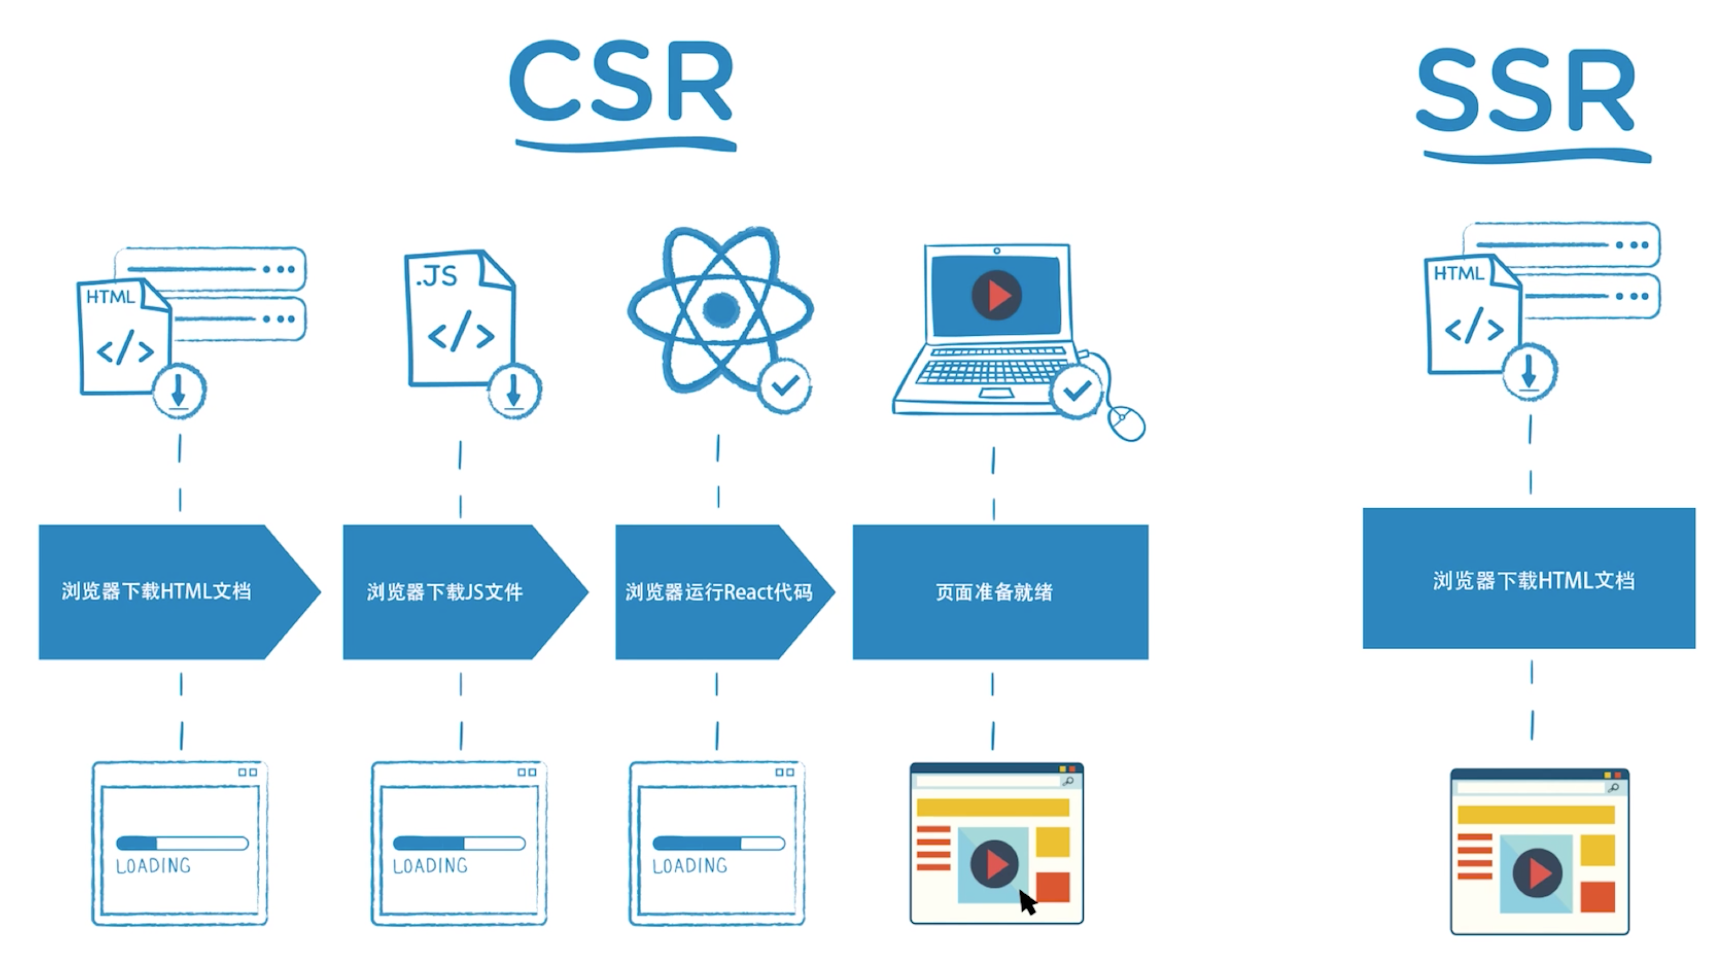 CSR
SSR
HTML
</>
.JS
</>
HTML
</>
浏览器下载HTML文档
浏览器下载JS文件
浏览器运行React代码
页面准备就绪
浏览器下载HTML文档
LOADING
LOADING
LOADING